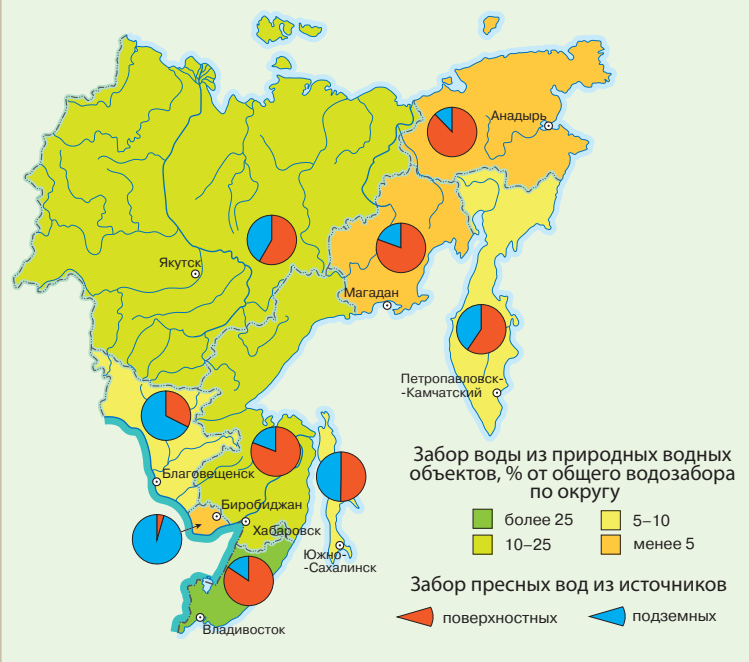 Анадырь
Якутск
Магадан
Петропавловск-
-Камчатский
Благовещенск
Биробиджан
Хабаровск
Южно-
-Сахалинск
Владивосток
Забор воды из природных водных
объектов, % от общего водозабора
по округу
более 25
5–10
10–25
менее 5
Забор пресных вод из источников
поверхностных
подземных